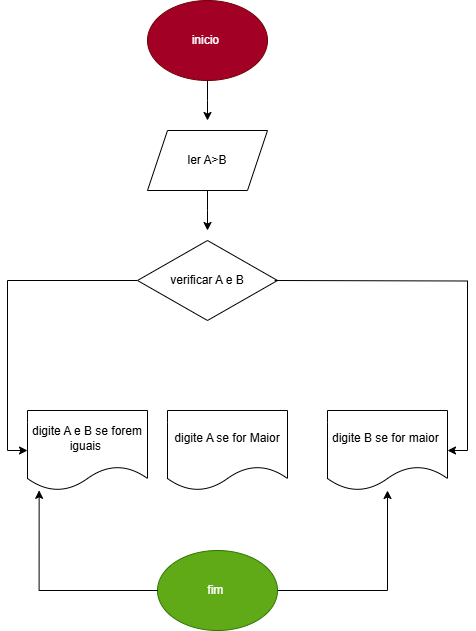 inicio
ler A>B
verificar A e B
digite A e B se forem
iguais
digite A se for Maior
digite B se for maior
fim